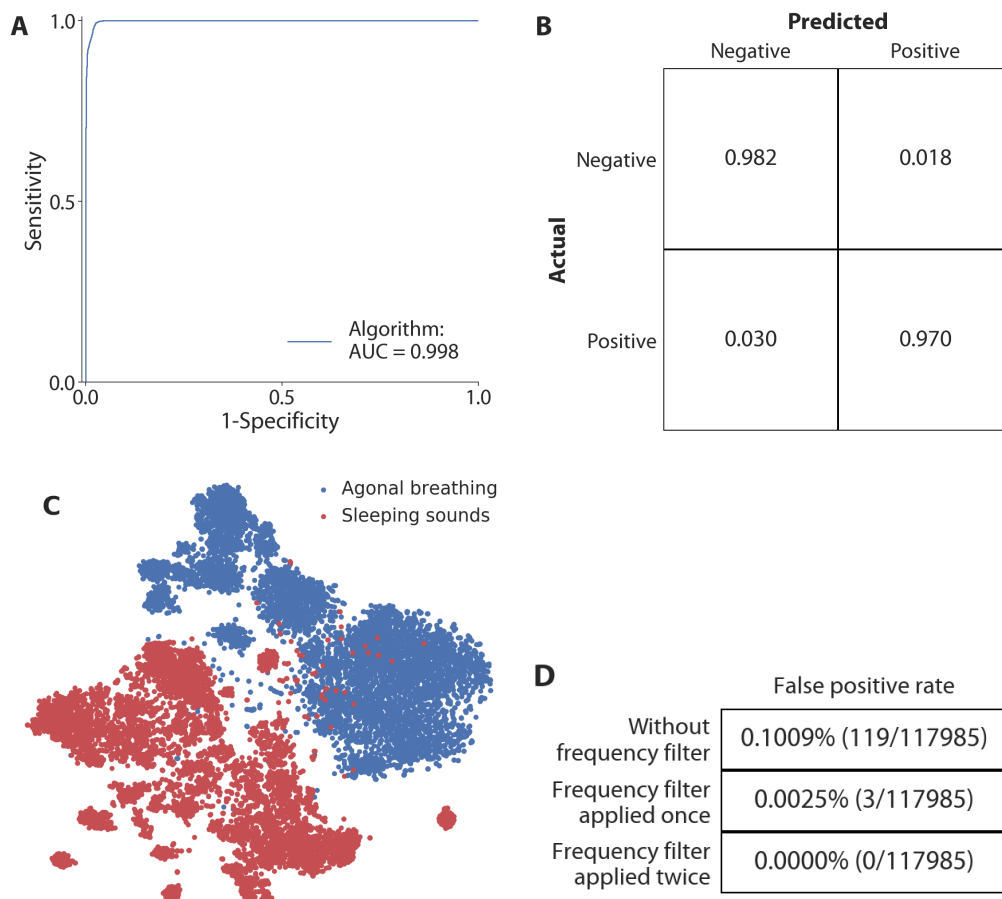 A
1.0
0.5
0.0
Sensitivity
0.0
0.5
1.0
1-Specificity
Algorithm:
AUC = 0.998
B
Predicted
Negative
Positive
Actual
Negative
0.982
0.018
Positive
0.030
0.970
C
Agonal breathing
Sleeping sounds
D
False positive rate
Without
frequency filter
0.1009% (119/117985)
Frequency filter
applied once
0.0025% (3/117985)
Frequency filter
applied twice
0.0000% (0/117985)